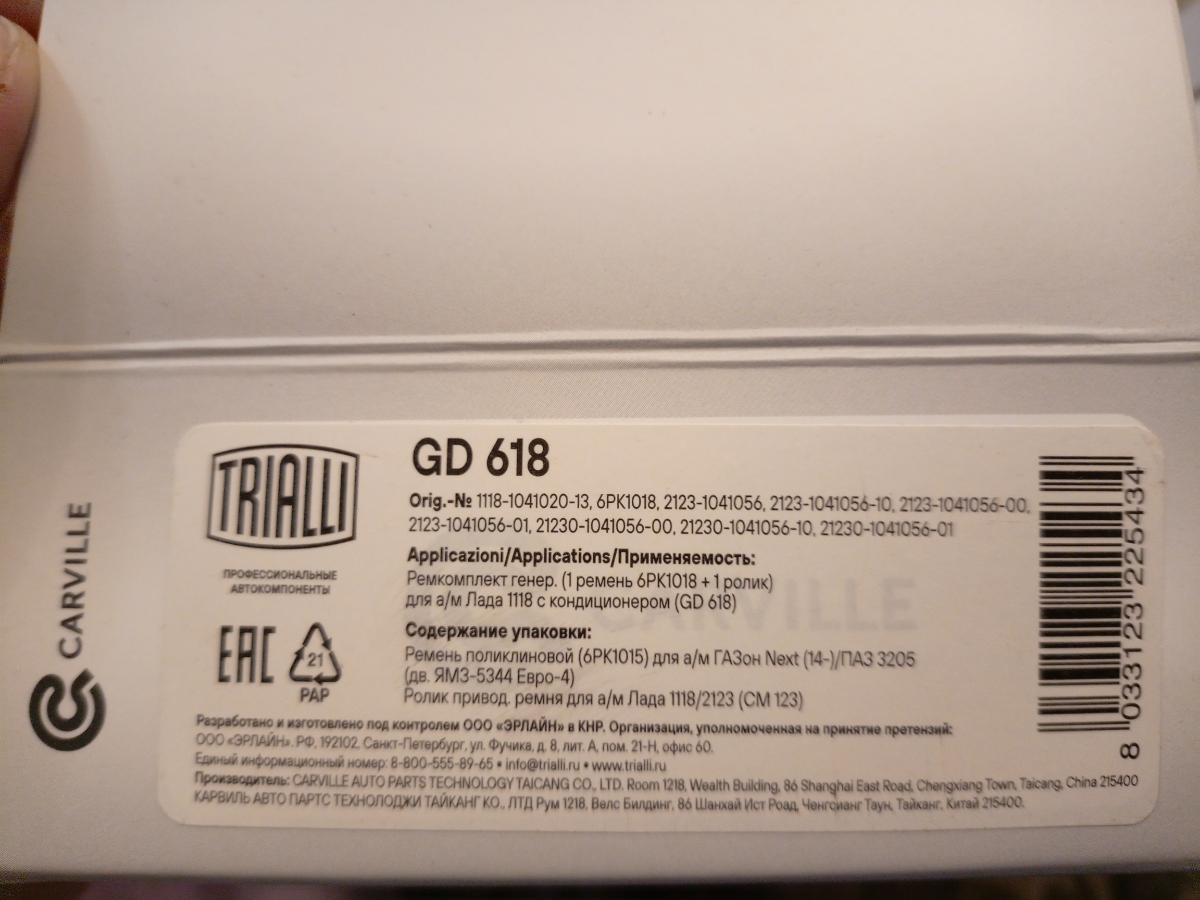 CARVILLE
TRIALLI
ПРОФЕССИОНАЛЬНЫЕ
АВТОКОМПОНЕНТЫ
EAC
21
PAP
GD 618
Orig.-№ 1118-1041020-13, 6PK1018, 2123-1041056, 2123-1041056-10, 2123-1041056-00,
2123-1041056-01, 21230-1041056-00, 21230-1041056-10, 21230-1041056-01
Applicazioni/Applications/Применяемость:
Ремкомплект генер. (1 ремень 6PK1018 + 1 ролик)
для а/м Лада 1118 с кондиционером (GD 618)
CARVILLE
Содержание упаковки:
Ремень поликлиновой (6PK1015) для а/м ГАЗон Next (14-)/ПАЗ 3205
(дв. ЯМЗ-5344 Евро-4)
Ролик привод. ремня для а/м Лада 1118/2123 (CM 123)
Разработано и изготовлено под контролем ООО «ЭРЛАЙН» в КНР. Организация, уполномоченная на принятие претензий:
ООО «ЭРЛАЙН». РФ, 192102, Санкт-Петербург, ул. Фучика, д. 8, лит. А, пом. 21-Н, офис 60.
Единый информационный номер: 8-800-555-89-65 • info@trialli.ru • www.trialli.ru
Производитель: CARVILLE AUTO PARTS TECHNOLOGY TAICANG CO., LTD. Room 1218, Wealth Building, 86 Shanghai East Road, Chengxiang Town, Taicang, China 215400
КАРВИЛЬ АВТО ПАРТС ТЕХНОЛОДЖИ ТАЙКАНГ КО., ЛТД Рум 1218, Велс Билдинг, 86 Шанхай Ист Роад, Ченгсианг Таун, Тайканг, Китай 215400.
8 033123 225434